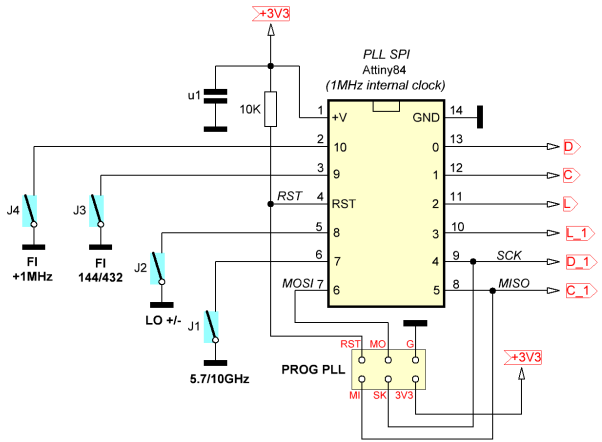 +3V3
PLL SPI
Attiny84
(1MHz internal clock)
u1
10K
1 +V GND 14
2 10 0 13 D
3 9 1 12 C
RST 4 RST 2 11 L
5 8 3 10 L_1
6 7 4 9 SCK D_1
MOSI 7 6 5 8 MISO C_1
J4
J3
FI
+1MHz
FI
144/432
J2
LO +/-
J1
5.7/10GHz
RST MO G
+3V3
PROG PLL
MI SK 3V3